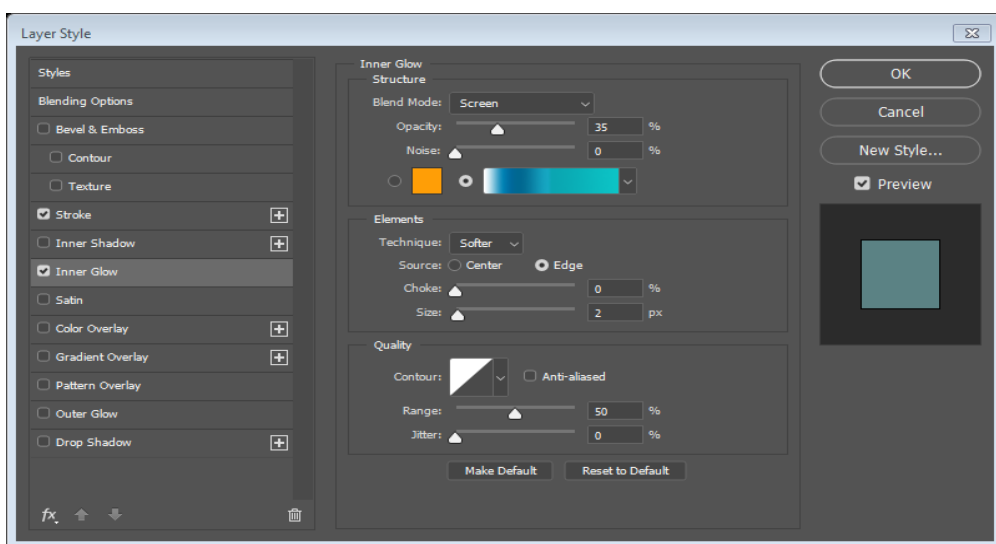 Layer Style
Styles
Blending Options
Bevel & Emboss
Contour
Texture
Stroke
Inner Shadow
Inner Glow
Satin
Color Overlay
Gradient Overlay
Pattern Overlay
Outer Glow
Drop Shadow
fx
Inner Glow
Structure
Blend Mode: Screen
Opacity: 35 %
Noise: 0 %
Elements
Technique: Softer
Source: Center Edge
Choke: 0 %
Size: 2 px
Quality
Contour: Anti-aliased
Range: 50 %
Jitter: 0 %
Make Default Reset to Default
OK
Cancel
New Style...
Preview